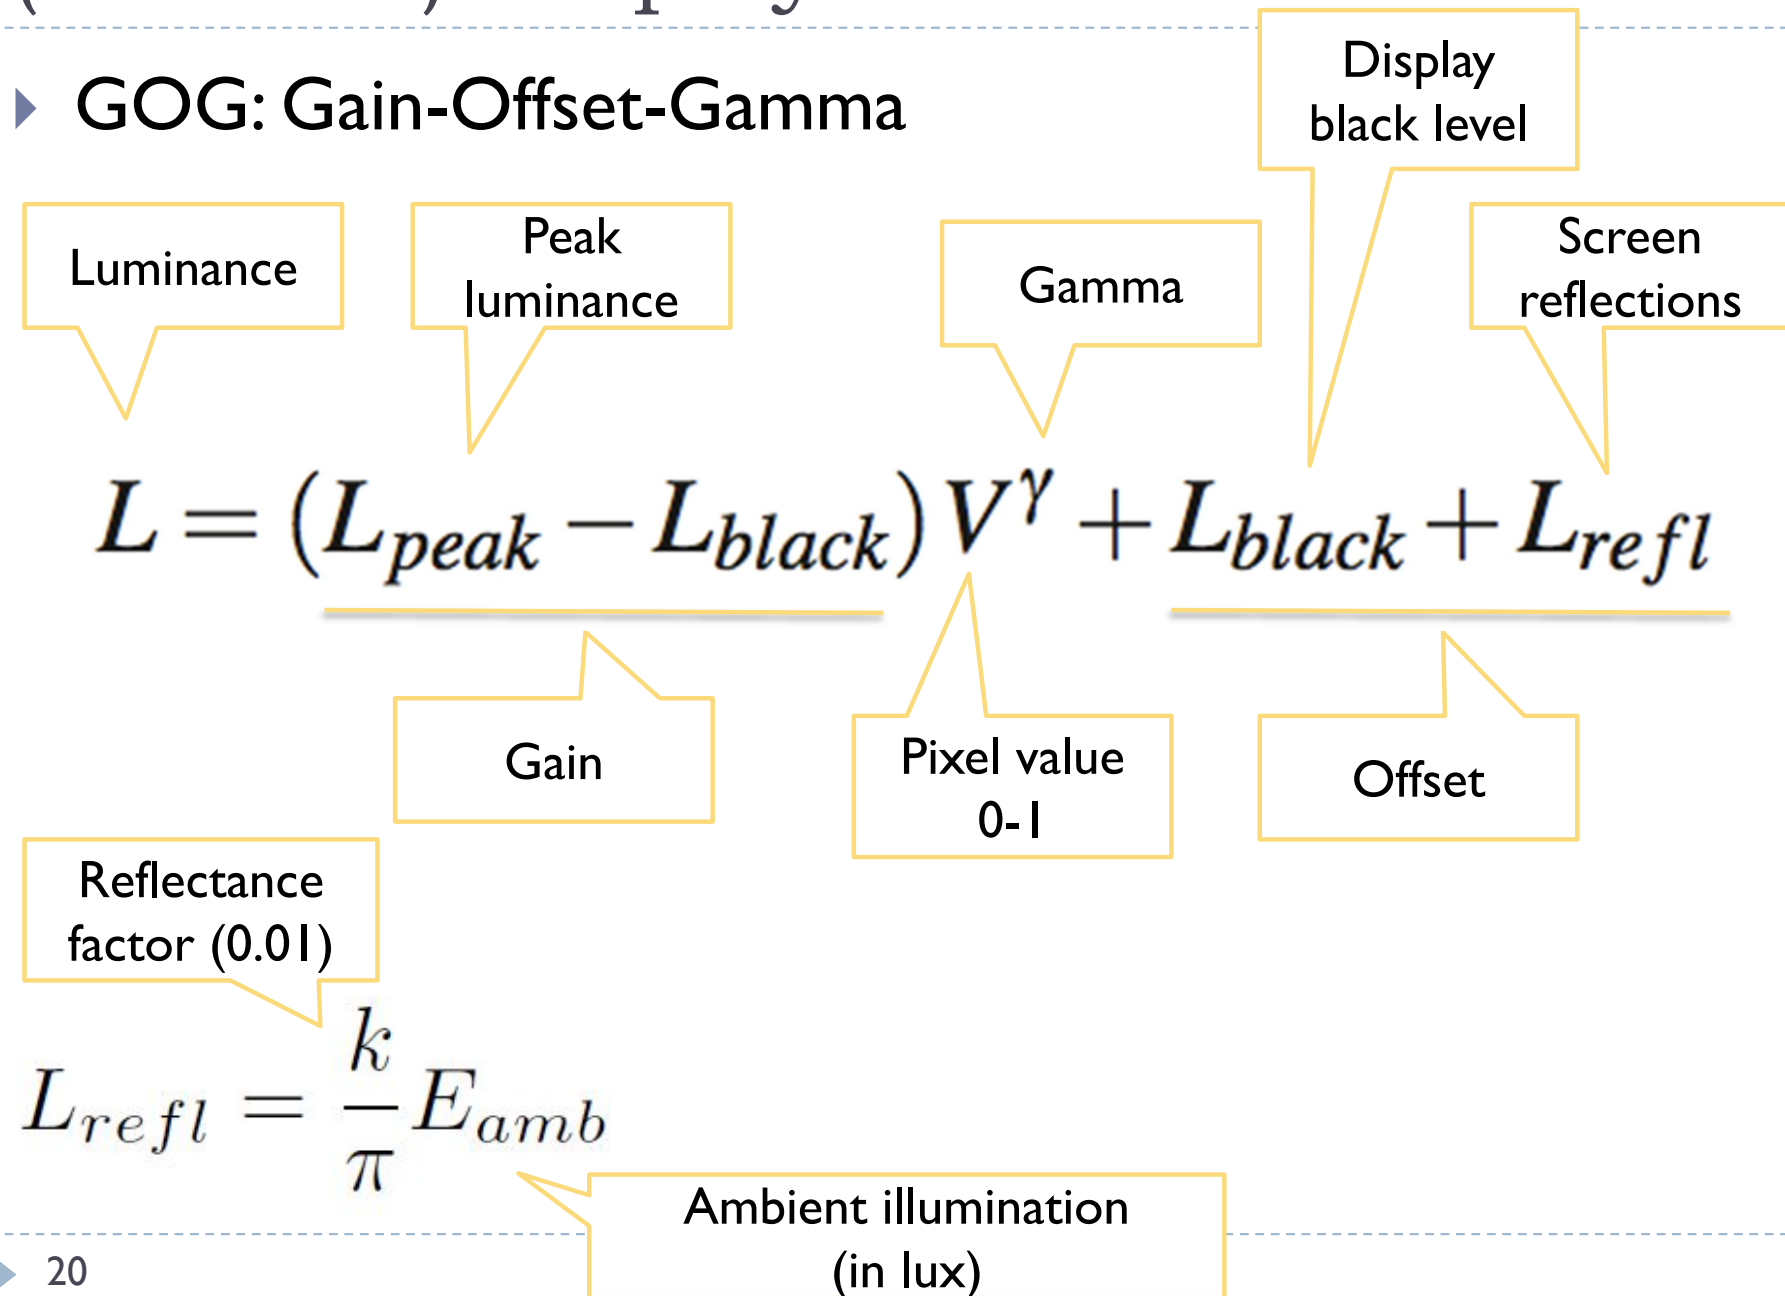 GOG: Gain-Offset-Gamma
Display
black level
Luminance
Peak
luminance
Gamma
Screen
reflections
L = (L_peak − L_black) V^γ + L_black + L_refl
Gain
Pixel value
0-1
Offset
Reflectance
factor (0.01)
L_refl = k/π E_amb
Ambient illumination
(in lux)
20